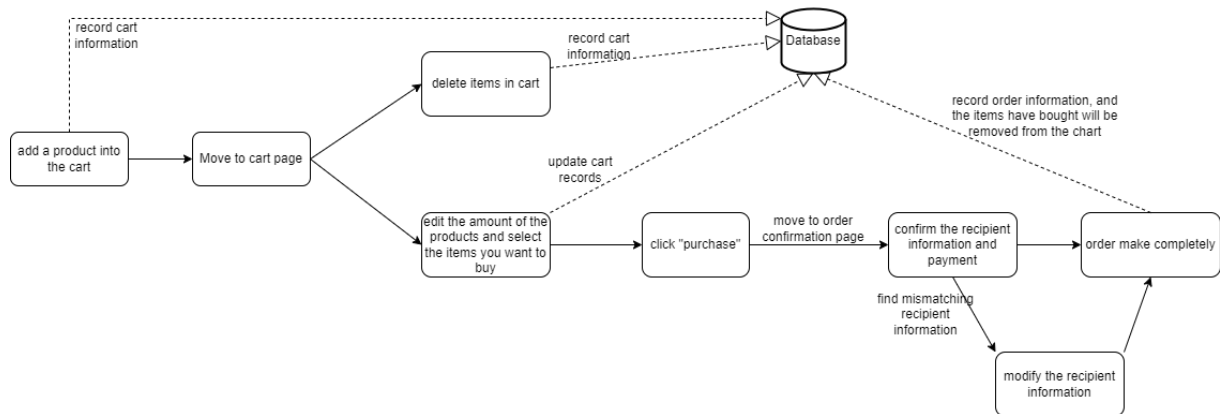 record cart
information
record cart
information
Database
delete items in cart
record order information, and
the items have bought will be
removed from the chart
add a product into
the cart
Move to cart page
update cart
records
edit the amount of the
products and select
the items you want to
buy
click "purchase"
move to order
confirmation page
confirm the recipient
information and
payment
order make completely
find mismatching
recipient
information
modify the recipient
information